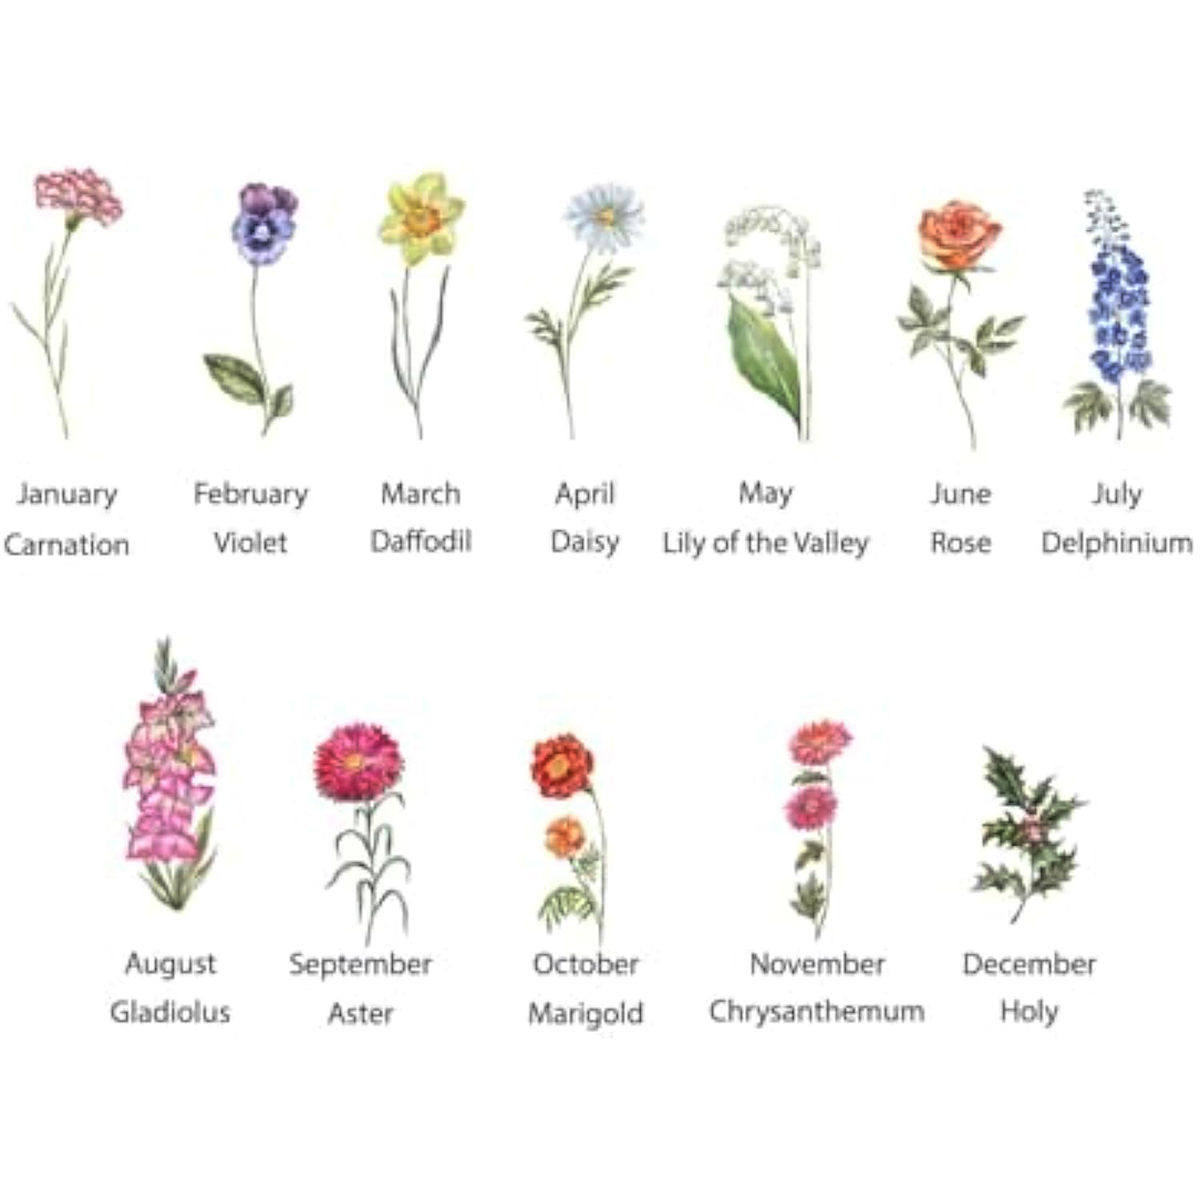 January February March April May June July
Carnation Violet Daffodil Daisy Lily of the Valley Rose Delphinium
August September October November December
Gladiolus Aster Marigold Chrysanthemum Holy